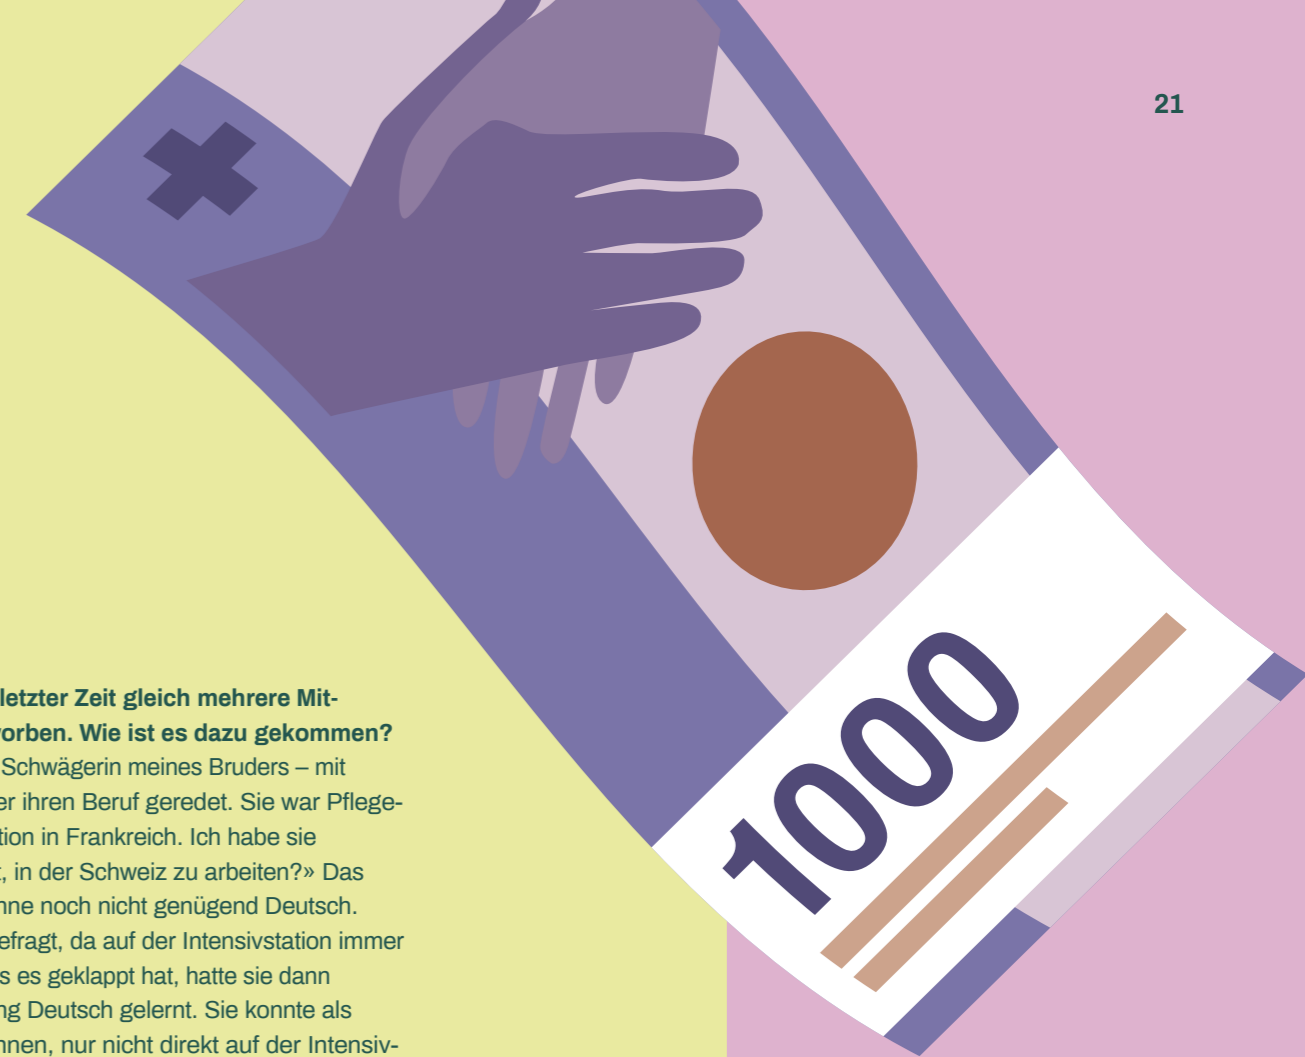 21
letzter Zeit gleich mehrere Mit-
worben. Wie ist es dazu gekommen?
Schwägerin meines Bruders – mit
er ihren Beruf geredet. Sie war Pflege-
tion in Frankreich. Ich habe sie
t, in der Schweiz zu arbeiten?» Das
nne noch nicht genügend Deutsch.
efragt, da auf der Intensivstation immer
s es geklappt hat, hatte sie dann
ng Deutsch gelernt. Sie konnte als
nnen, nur nicht direkt auf der Intensiv-
1000